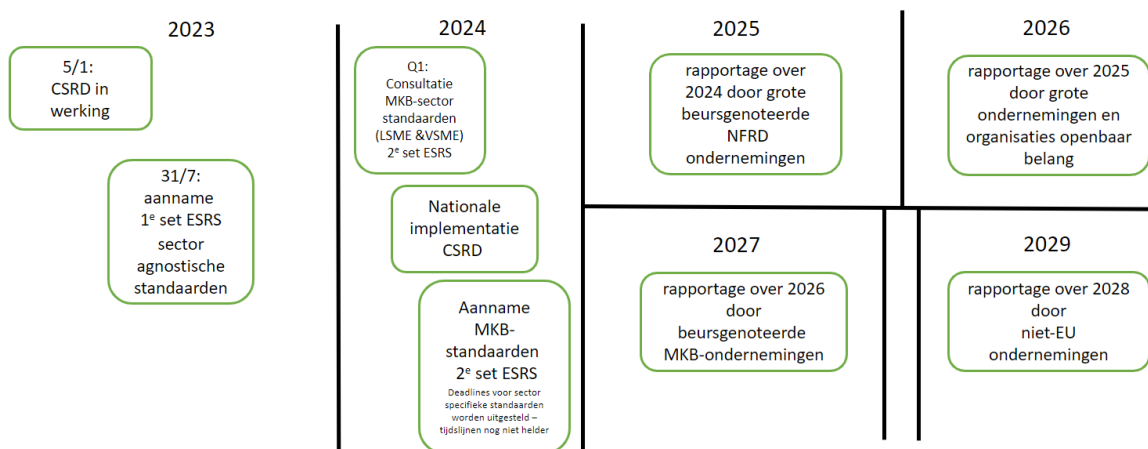 2023
5/1:
CSRD in
werking
31/7:
aanname
1e set ESRS
sector
agnostische
standaarden
2024
Q1:
Consultatie
MKB-sector
standaarden
(LSME &VSME)
2e set ESRS
Nationale
implementatie
CSRD
Aanname
MKB-
standaarden
2e set ESRS
Deadlines voor sector
specifieke standaarden
worden uitgesteld –
tijdslijnen nog niet helder
2025
rapportage over
2024 door grote
beursgenoteerde
NFRD
ondernemingen
2026
rapportage over 2025
door grote
ondernemingen en
organisaties openbaar
belang
2027
rapportage over 2026
door
beursgenoteerde
MKB-ondernemingen
2029
rapportage over 2028
door
niet-EU
ondernemingen